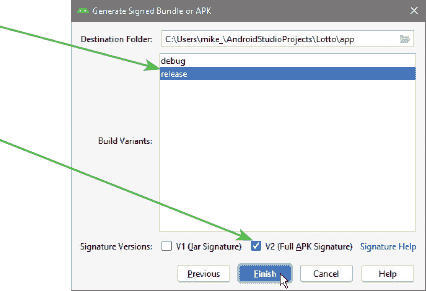 Generate Signed Bundle or APK
Destination Folder: C:\Users\mike_\AndroidStudioProjects\Lotto\app
debug
release
Build Variants:
Signature Versions: V1 (Jar Signature) V2 (Full APK Signature) Signature Help
Previous Finish Cancel Help